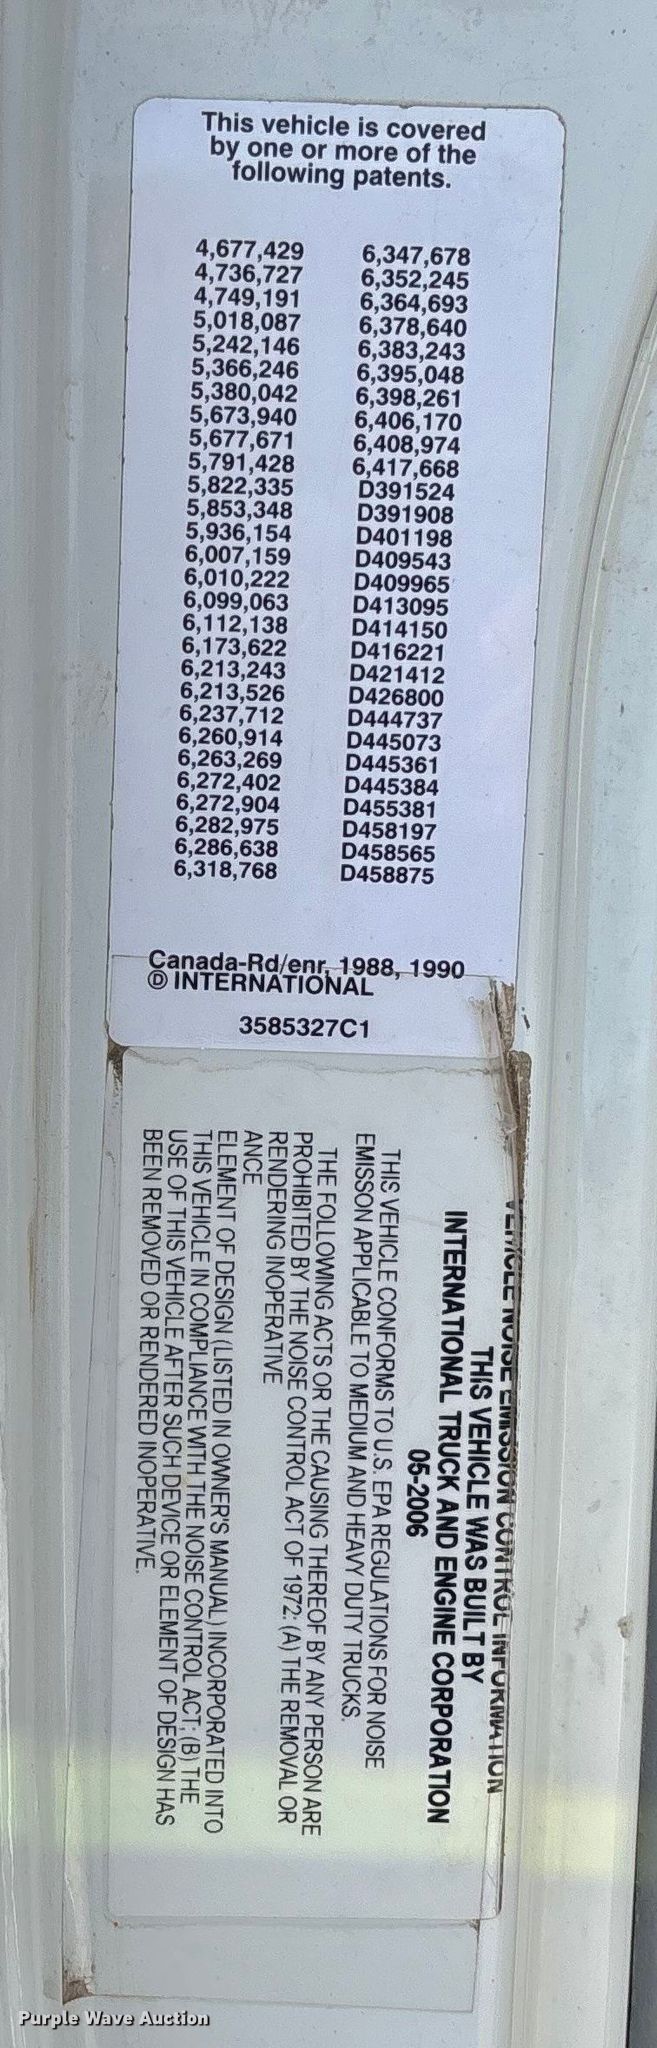 This vehicle is covered
by one or more of the
following patents.
4,677,429
4,736,727
4,749,191
5,018,087
5,242,146
5,366,246
5,380,042
5,673,940
5,677,671
5,791,428
5,822,335
5,853,348
5,936,154
6,007,159
6,010,222
6,099,063
6,112,138
6,173,622
6,213,243
6,213,526
6,237,712
6,260,914
6,263,269
6,272,402
6,272,904
6,282,975
6,286,638
6,318,768
6,347,678
6,352,245
6,364,693
6,378,640
6,383,243
6,395,048
6,398,261
6,406,170
6,408,974
6,417,668
D391524
D391908
D401198
D409543
D409965
D413095
D414150
D416221
D421412
D426800
D444737
D445073
D445361
D445384
D455381
D458197
D458565
D458875
Canada-Rd/enr, 1988, 1990
Ⓓ INTERNATIONAL
3585327C1
VEHICLE NOISE EMISSION CONTROL INFORMATION
THIS VEHICLE WAS BUILT BY
INTERNATIONAL TRUCK AND ENGINE CORPORATION
05-2006
THIS VEHICLE CONFORMS TO U.S. EPA REGULATIONS FOR NOISE
EMISSON APPLICABLE TO MEDIUM AND HEAVY DUTY TRUCKS.
THE FOLLOWING ACTS OR THE CAUSING THEREOF BY ANY PERSON ARE
PROHIBITED BY THE NOISE CONTROL ACT OF 1972: (A) THE REMOVAL OR
RENDERING INOPERATIVE
ANCE
ELEMENT OF DESIGN (LISTED IN OWNER'S MANUAL) INCORPORATED INTO
THIS VEHICLE IN COMPLIANCE WITH THE NOISE CONTROL ACT; (B) THE
USE OF THIS VEHICLE AFTER SUCH DEVICE OR ELEMENT OF DESIGN HAS
BEEN REMOVED OR RENDERED INOPERATIVE.
Purple Wave Auction